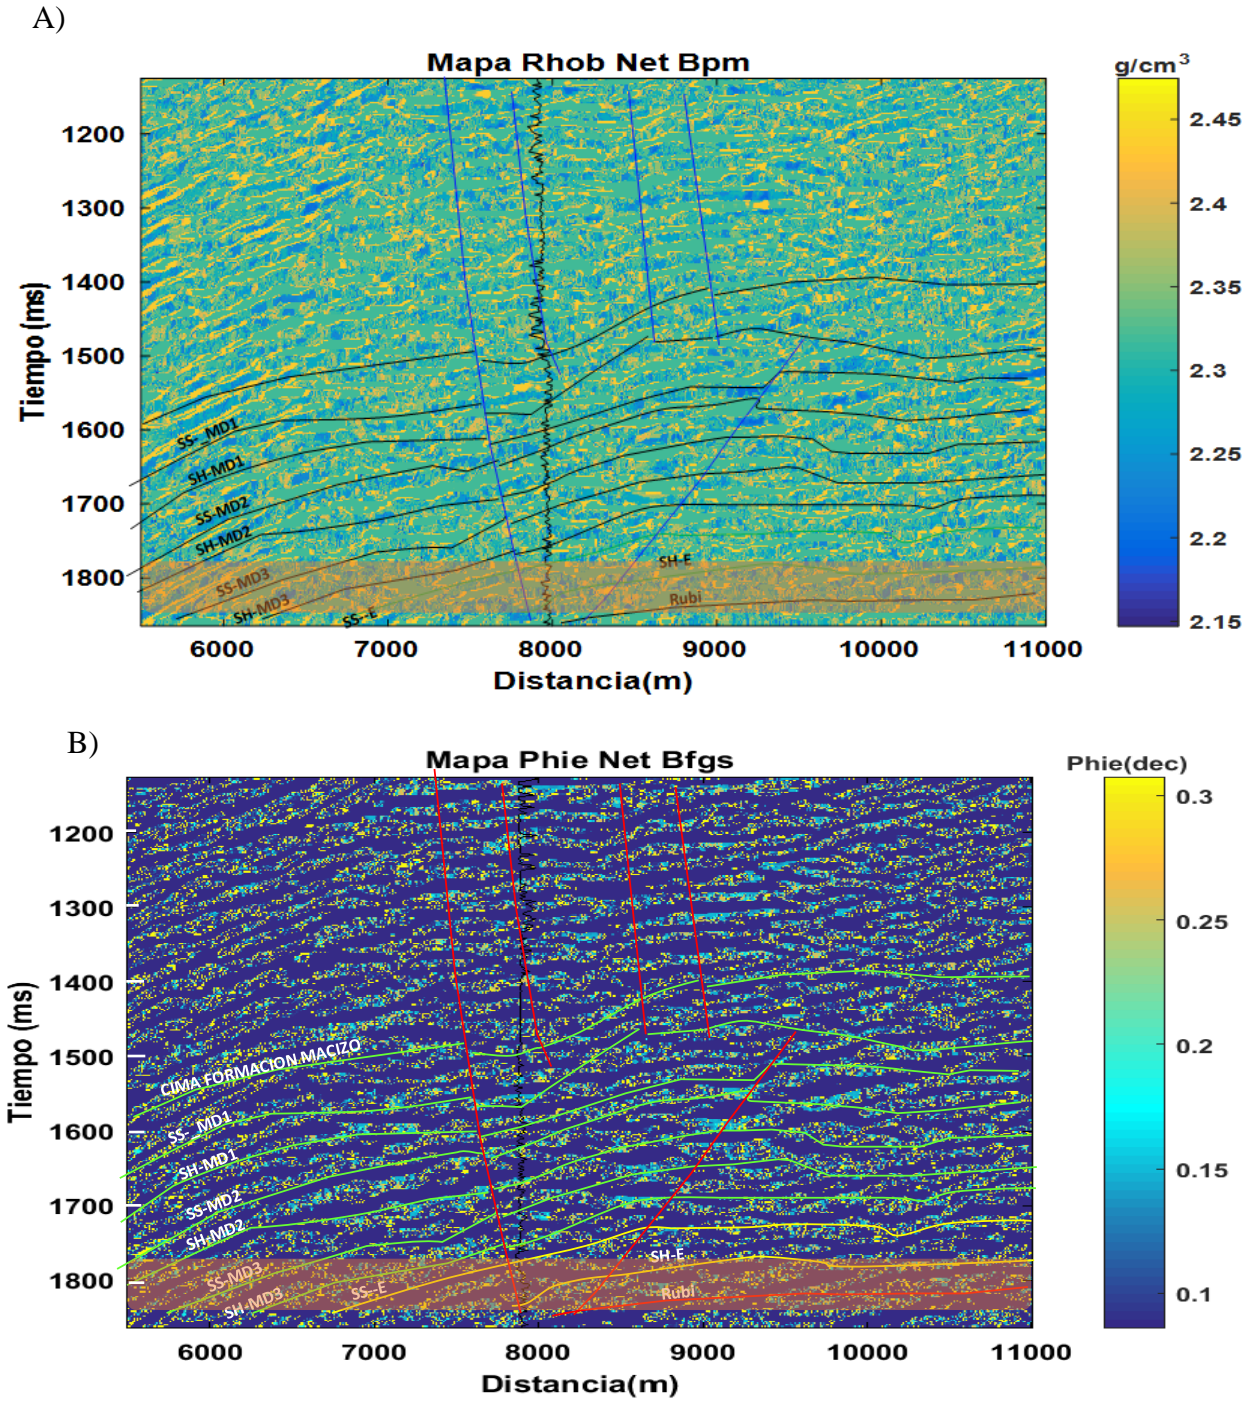 A)
Mapa Rhob Net Bpm
g/cm³
2.45
2.4
2.35
2.3
2.25
2.2
2.15
Tiempo (ms)
1200
1300
1400
1500
1600
1700
1800
SS-_MD1
SH-MD1
SS-MD2
SH-MD2
SS-MD3
SH-MD3
SS--E
SH-E
Rubi
6000 7000 8000 9000 10000 11000
Distancia(m)
B)
Mapa Phie Net Bfgs
Phie(dec)
0.3
0.25
0.2
0.15
0.1
Tiempo (ms)
1200
1300
1400
1500
1600
1700
1800
CIMA FORMACION MACIZO
SS-_MD1
SH-MD1
SS-MD2
SH-MD2
SS-MD3
SH-MD3
SS--E
SH-E
Rubi
6000 7000 8000 9000 10000 11000
Distancia(m)